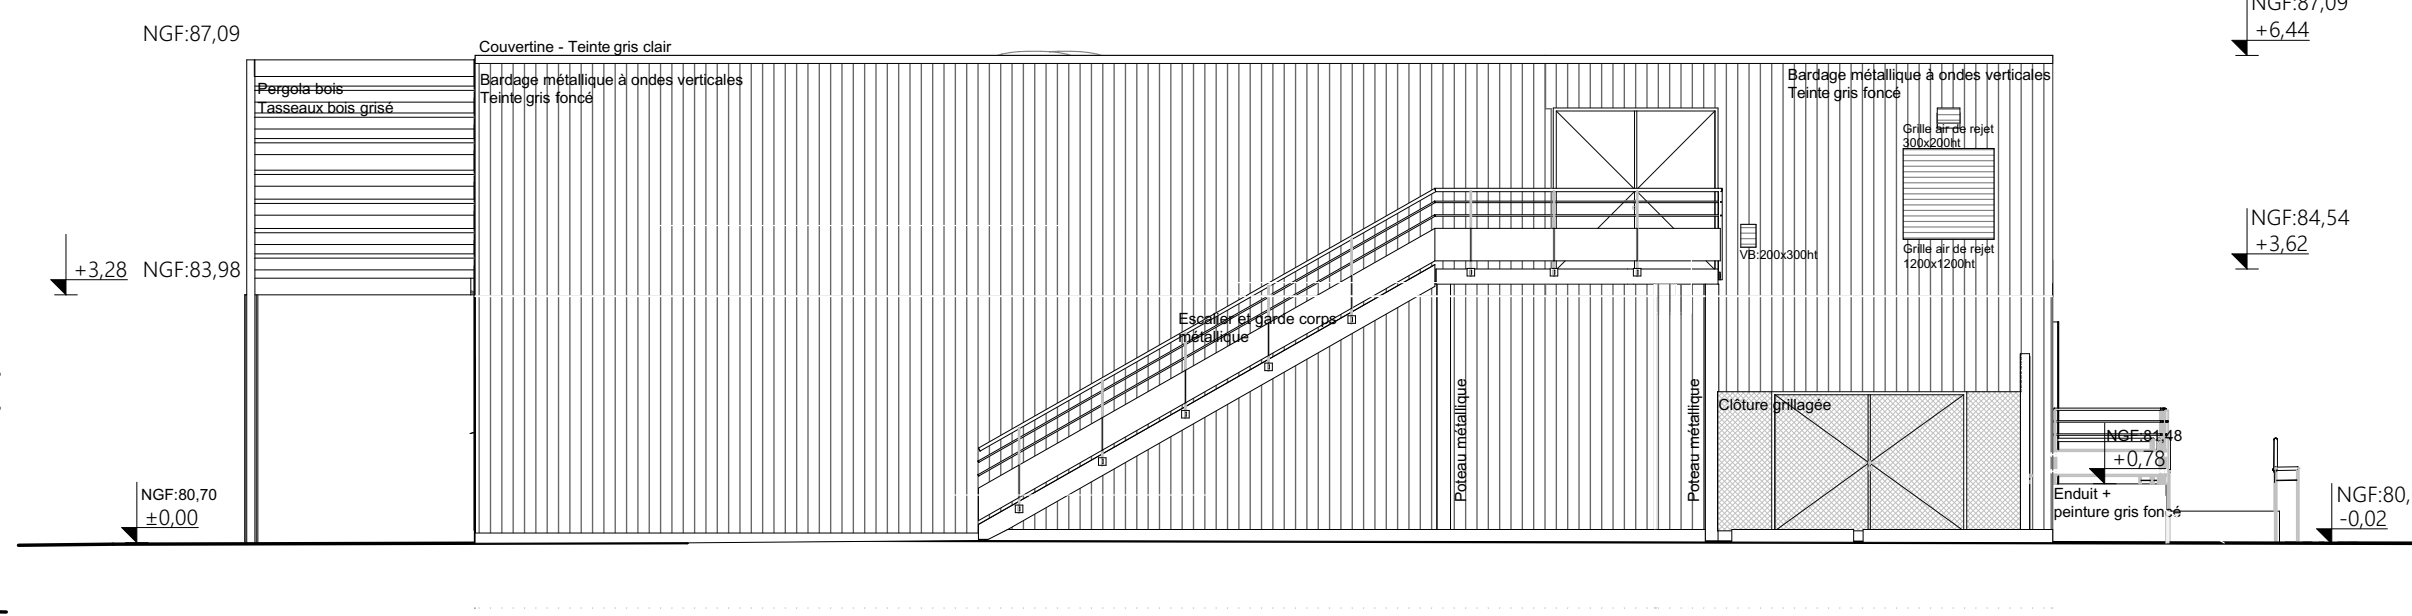 NGF:87,09
NGF:87,09
+6,44
Couvertine - Teinte gris clair
Bardage métallique à ondes verticales
Teinte gris foncé
Bardage métallique à ondes verticales
Teinte gris foncé
Pergola bois
Tasseaux bois grisé
Grille air de rejet
300x200ht
NGF:84,54
+3,62
VB:200x300ht
Grille air de rejet
1200x1200ht
+3,28
NGF:83,98
Escalier et garde corps
métallique
Poteau métallique
Poteau métallique
Clôture grillagée
NGF:81,48
+0,78
NGF:80,70
±0,00
Enduit +
peinture gris foncé
NGF:80,
-0,02